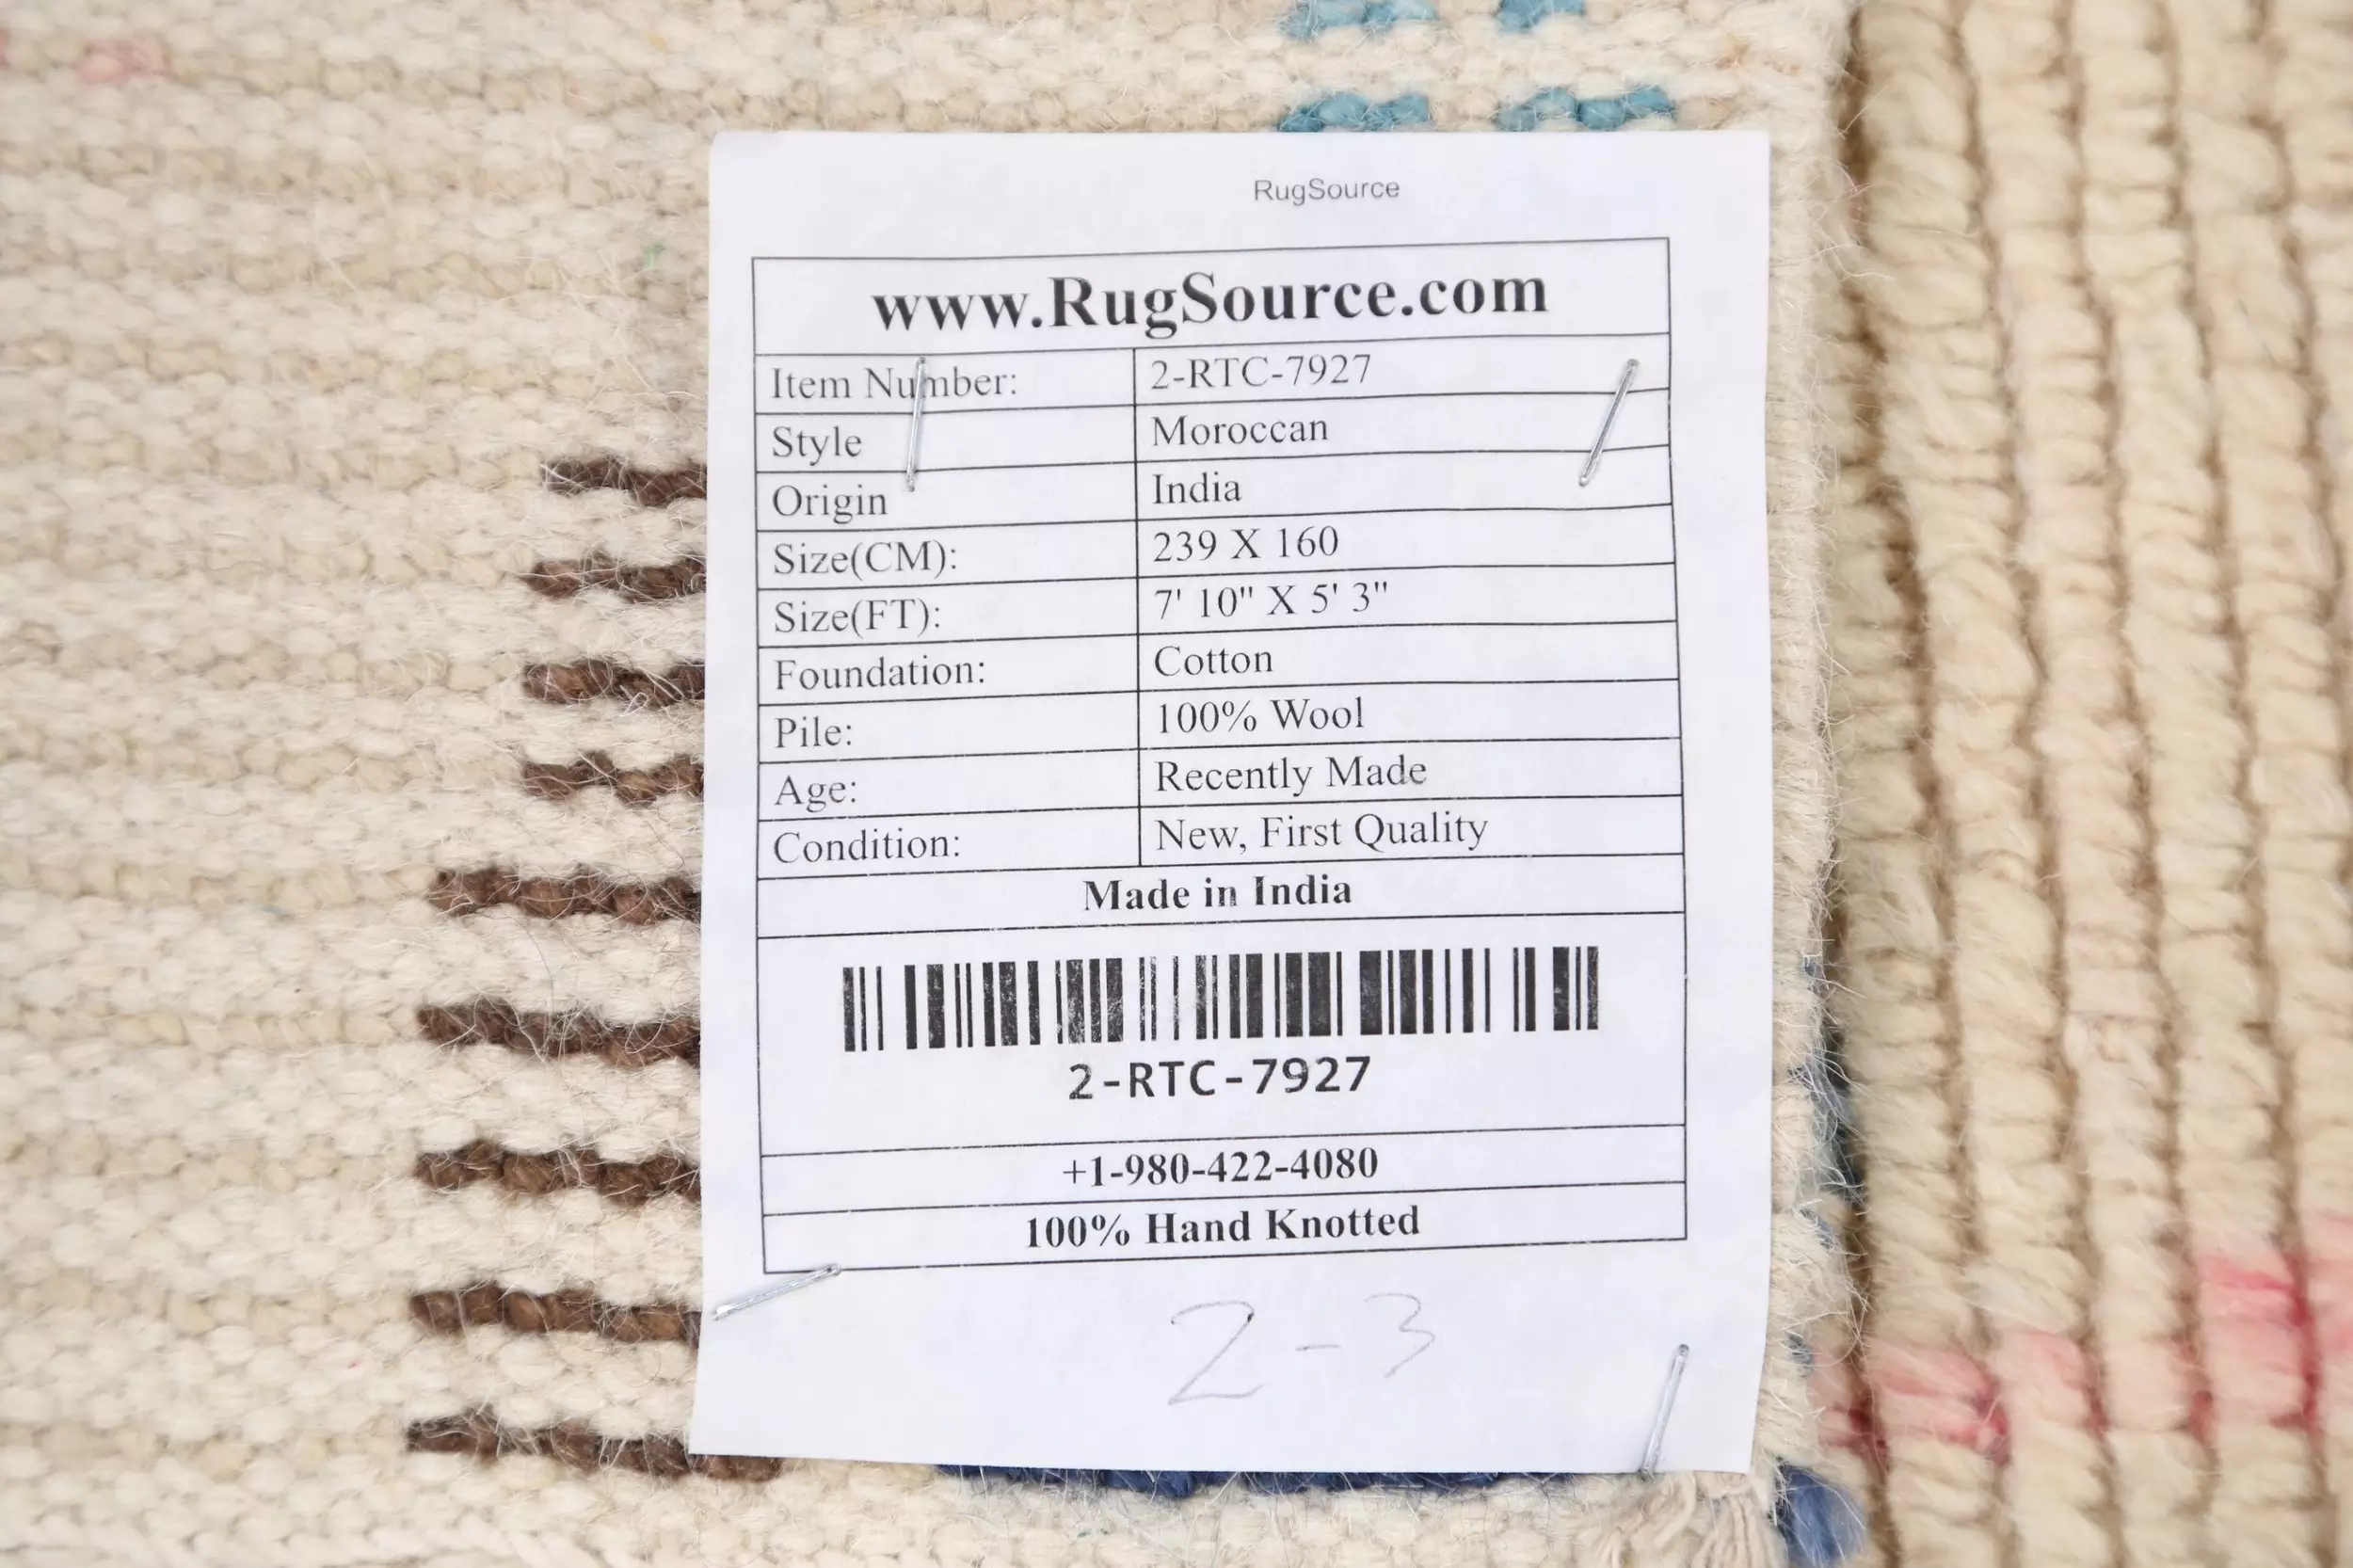 RugSource
www.RugSource.com
Item Number: 2-RTC-7927
Style Moroccan
Origin India
Size(CM): 239 X 160
Size(FT): 7' 10" X 5' 3"
Foundation: Cotton
Pile: 100% Wool
Age: Recently Made
Condition: New, First Quality
Made in India
2-RTC-7927
+1-980-422-4080
100% Hand Knotted
2-3